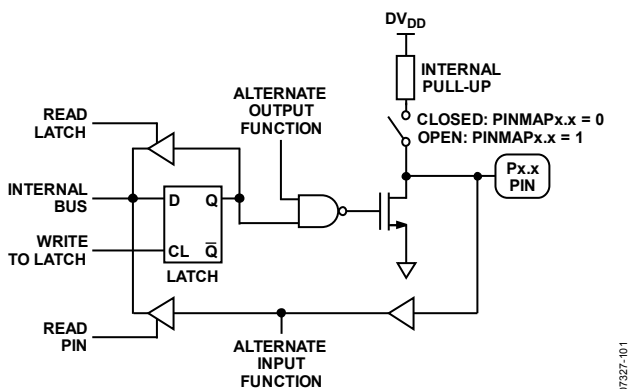 DVDD
INTERNAL
PULL-UP
CLOSED: PINMAPx.x = 0
OPEN: PINMAPx.x = 1
ALTERNATE
OUTPUT
FUNCTION
READ
LATCH
Px.x
PIN
INTERNAL
BUS
D Q
WRITE
TO LATCH
CL Q̅
LATCH
READ
PIN
ALTERNATE
INPUT
FUNCTION
07327-101